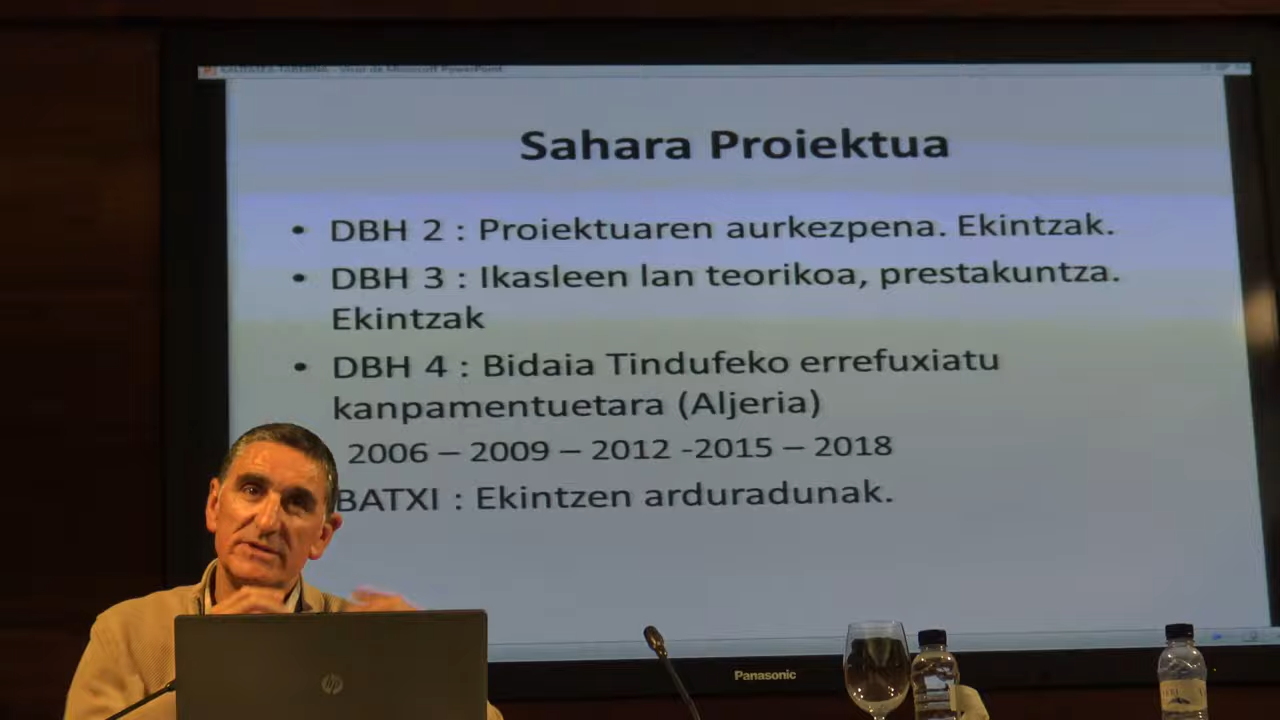 Sahara Proiektua
• DBH 2 : Proiektuaren aurkezpena. Ekintzak.
• DBH 3 : Ikasleen lan teorikoa, prestakuntza.
Ekintzak
• DBH 4 : Bidaia Tindufeko errefuxiatu
kanpamentuetara (Aljeria)
2006 – 2009 – 2012 -2015 – 2018
BATXI : Ekintzen arduradunak.
Panasonic
hp